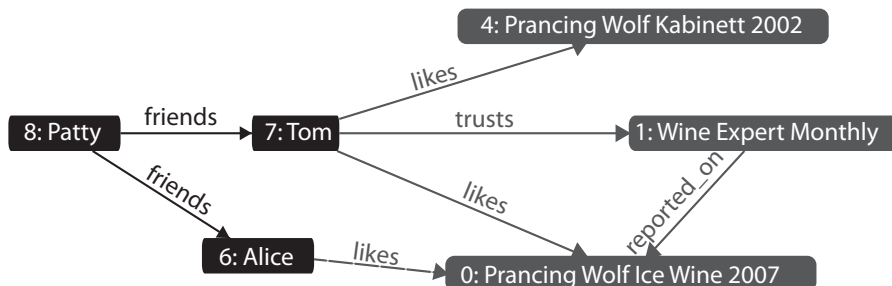 4: Prancing Wolf Kabinett 2002
likes
8: Patty
friends
7: Tom
trusts
1: Wine Expert Monthly
friends
likes
reported_on
6: Alice
likes
0: Prancing Wolf Ice Wine 2007